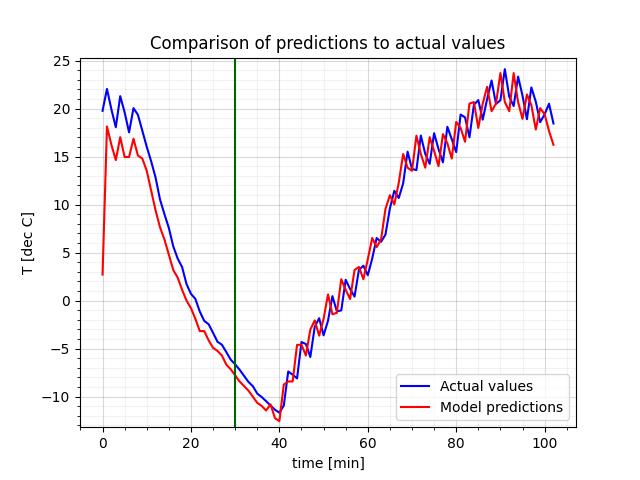 Comparison of predictions to actual values
25
20
15
10
5
0
−5
−10
T [dec C]
0 20 40 60 80 100
time [min]
Actual values
Model predictions